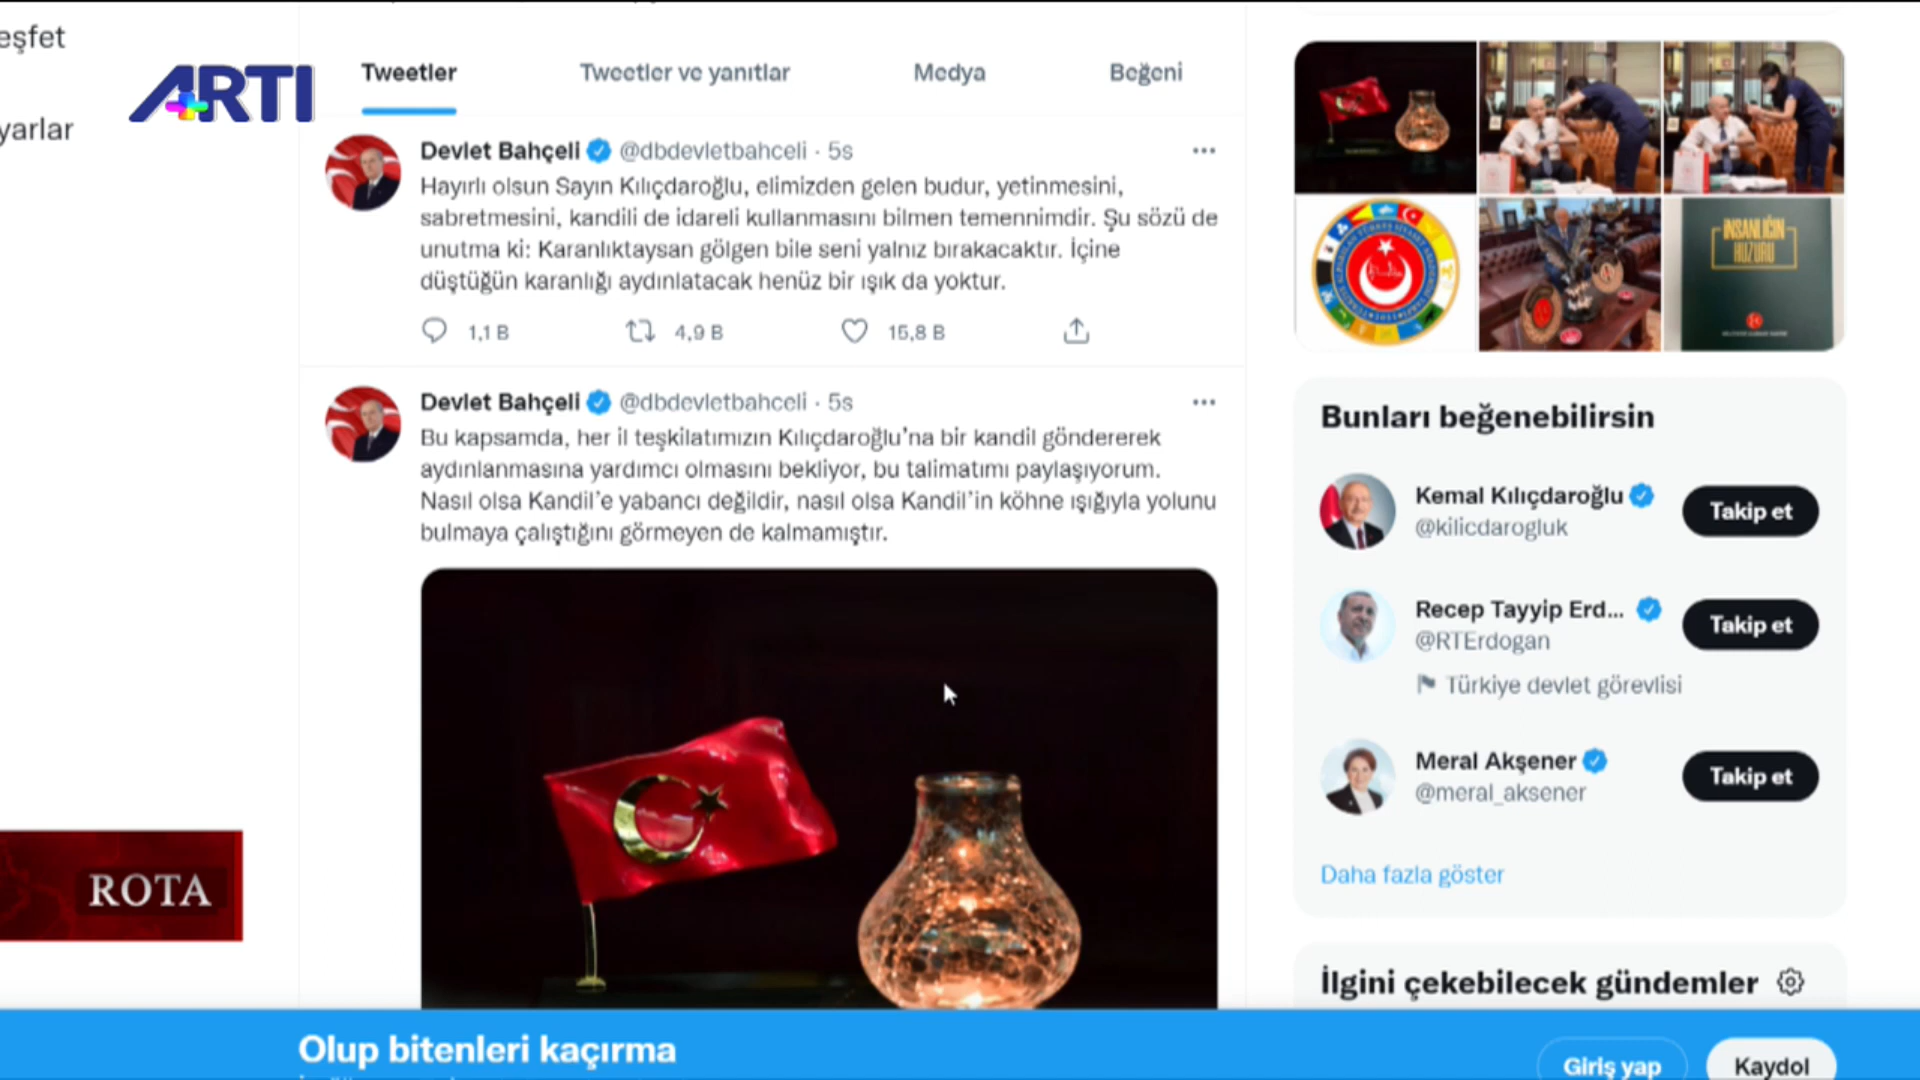 eşfet
yarlar
ARTI
Tweetler
Tweetler ve yanıtlar
Medya
Beğeni
Devlet Bahçeli @dbdevletbahceli · 5s
Hayırlı olsun Sayın Kılıçdaroğlu, elimizden gelen budur, yetinmesini,
sabretmesini, kandili de idareli kullanmasını bilmen temennimdir. Şu sözü de
unutma ki: Karanlıktaysan gölgen bile seni yalnız bırakacaktır. İçine
düştüğün karanlığı aydınlatacak henüz bir ışık da yoktur.
1,1 B
4,9 B
15,8 B
Devlet Bahçeli @dbdevletbahceli · 5s
Bu kapsamda, her il teşkilatımızın Kılıçdaroğlu'na bir kandil göndererek
aydınlanmasına yardımcı olmasını bekliyor, bu talimatımı paylaşıyorum.
Nasıl olsa Kandil'e yabancı değildir, nasıl olsa Kandil'in köhne ışığıyla yolunu
bulmaya çalıştığını görmeyen de kalmamıştır.
ROTA
İNSANLIĞIN
HUZURU
Bunları beğenebilirsin
Kemal Kılıçdaroğlu
@kilicdarogluk
Takip et
Recep Tayyip Erd...
@RTErdogan
Takip et
Türkiye devlet görevlisi
Meral Akşener
@meral_aksener
Takip et
Daha fazla göster
İlgini çekebilecek gündemler
Olup bitenleri kaçırma
Giriş yap
Kaydol